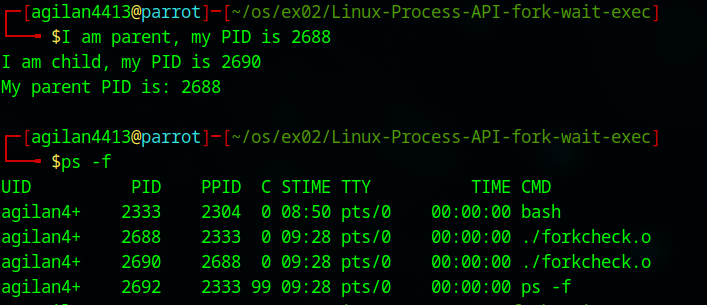 ┌─[agilan4413@parrot]─[~/os/ex02/Linux-Process-API-fork-wait-exec]
└──╼ $I am parent, my PID is 2688
I am child, my PID is 2690
My parent PID is: 2688
┌─[agilan4413@parrot]─[~/os/ex02/Linux-Process-API-fork-wait-exec]
└──╼ $ps -f
UID          PID    PPID  C STIME TTY          TIME CMD
agilan4+    2333    2304  0 08:50 pts/0    00:00:00 bash
agilan4+    2688    2333  0 09:28 pts/0    00:00:00 ./forkcheck.o
agilan4+    2690    2688  0 09:28 pts/0    00:00:00 ./forkcheck.o
agilan4+    2692    2333 99 09:28 pts/0    00:00:00 ps -f